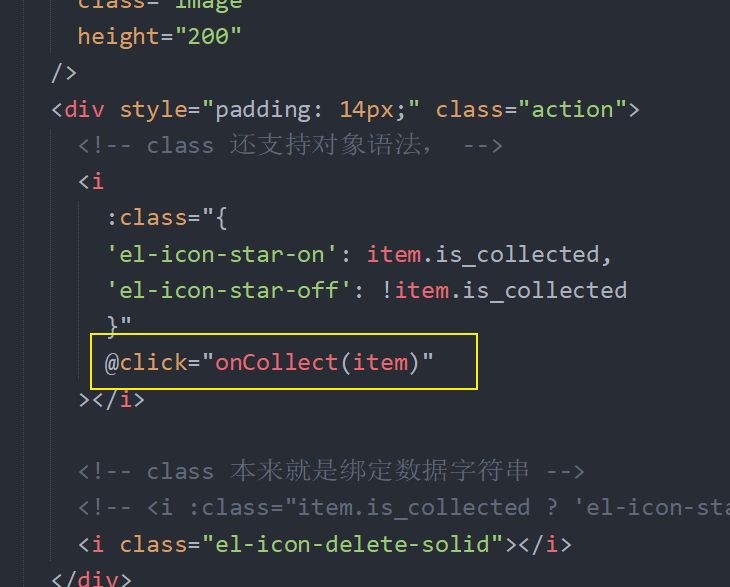 class="image
height="200"
/>
<div style="padding: 14px;" class="action">
<!-- class 还支持对象语法， -->
<i
:class="{
'el-icon-star-on': item.is_collected,
'el-icon-star-off': !item.is_collected
}"
@click="onCollect(item)"
></i>
<!-- class 本来就是绑定数据字符串 -->
<!-- <i :class="item.is_collected ? 'el-icon-sta
<i class="el-icon-delete-solid"></i>
</div>